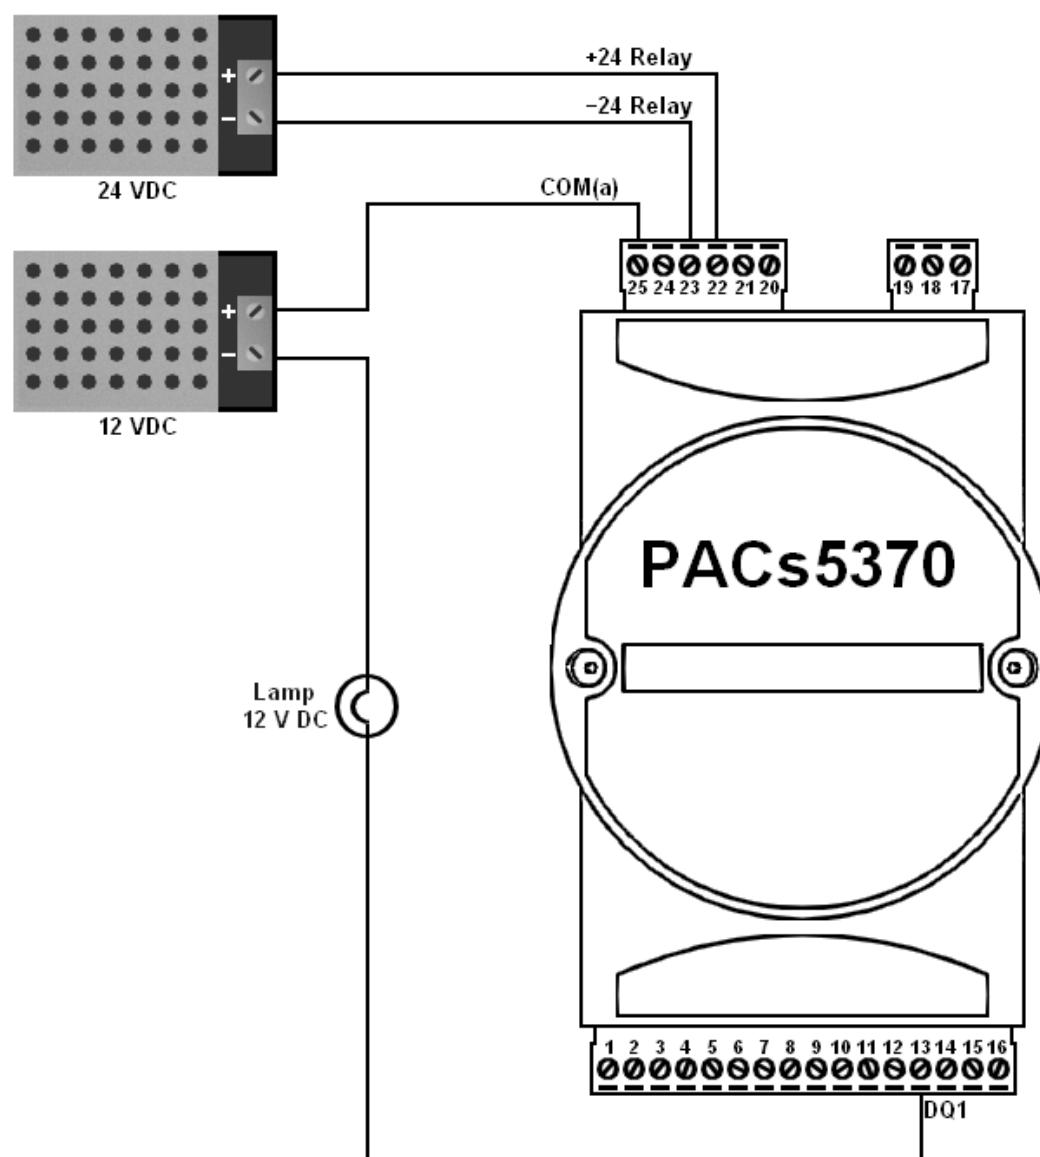 +24 Relay
−24 Relay
+
−
24 VDC
COM(a)
25 24 23 22 21 20
19 18 17
+
−
12 VDC
PACs5370
Lamp
12 V DC
1 2 3 4 5 6 7 8 9 10 11 12 13 14 15 16
DQ1